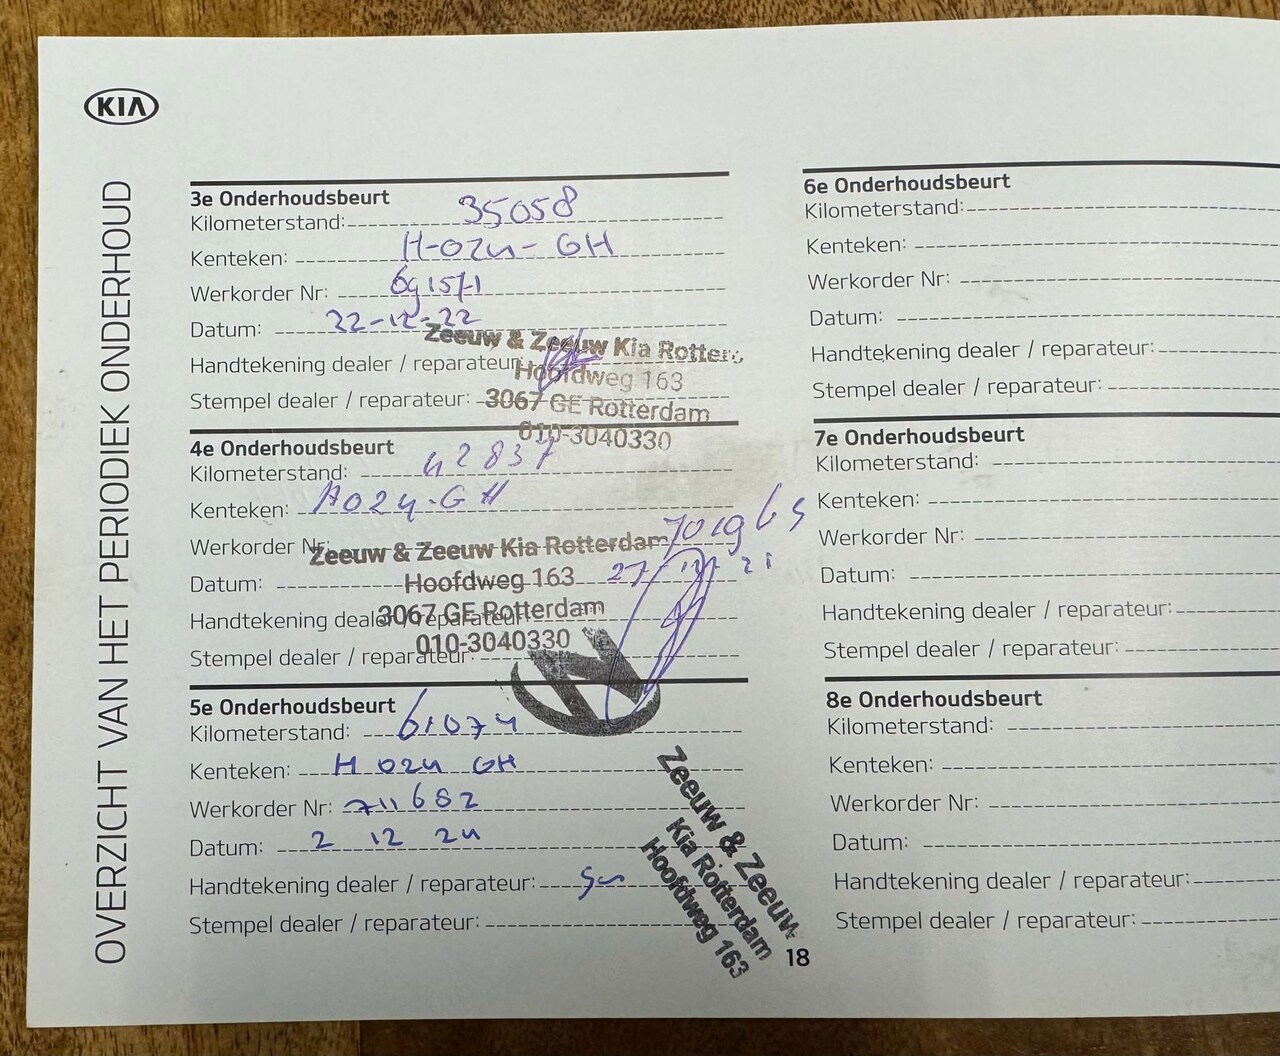 KIA
OVERZICHT VAN HET PERIODIEK ONDERHOUD
3e Onderhoudsbeurt
Kilometerstand: 35058
Kenteken: H-024-GH
Werkorder Nr:
Datum: 22-12-22
Handtekening dealer / reparateur:
Stempel dealer / reparateur:
Zeeuw & Zeeuw Kia Rotter
Hoofdweg 163
3067 GE Rotterdam
010-3040330
4e Onderhoudsbeurt
Kilometerstand: 42837
Kenteken: H024-GH
Werkorder Nr:
Datum: 27
Handtekening dealer / reparateur:
Stempel dealer / reparateur:
Zeeuw & Zeeuw Kia Rotterdam
Hoofdweg 163
3067 GE Rotterdam
010-3040330
5e Onderhoudsbeurt
Kilometerstand: 61074
Kenteken: H 024 GH
Werkorder Nr: 711682
Datum: 2 12 24
Handtekening dealer / reparateur:
Stempel dealer / reparateur:
Zeeuw & Zeeuw
Kia Rotterdam
Hoofdweg 163
6e Onderhoudsbeurt
Kilometerstand:
Kenteken:
Werkorder Nr:
Datum:
Handtekening dealer / reparateur:
Stempel dealer / reparateur:
7e Onderhoudsbeurt
Kilometerstand:
Kenteken:
Werkorder Nr:
Datum:
Handtekening dealer / reparateur:
Stempel dealer / reparateur:
8e Onderhoudsbeurt
Kilometerstand:
Kenteken:
Werkorder Nr:
Datum:
Handtekening dealer / reparateur:
Stempel dealer / reparateur:
18